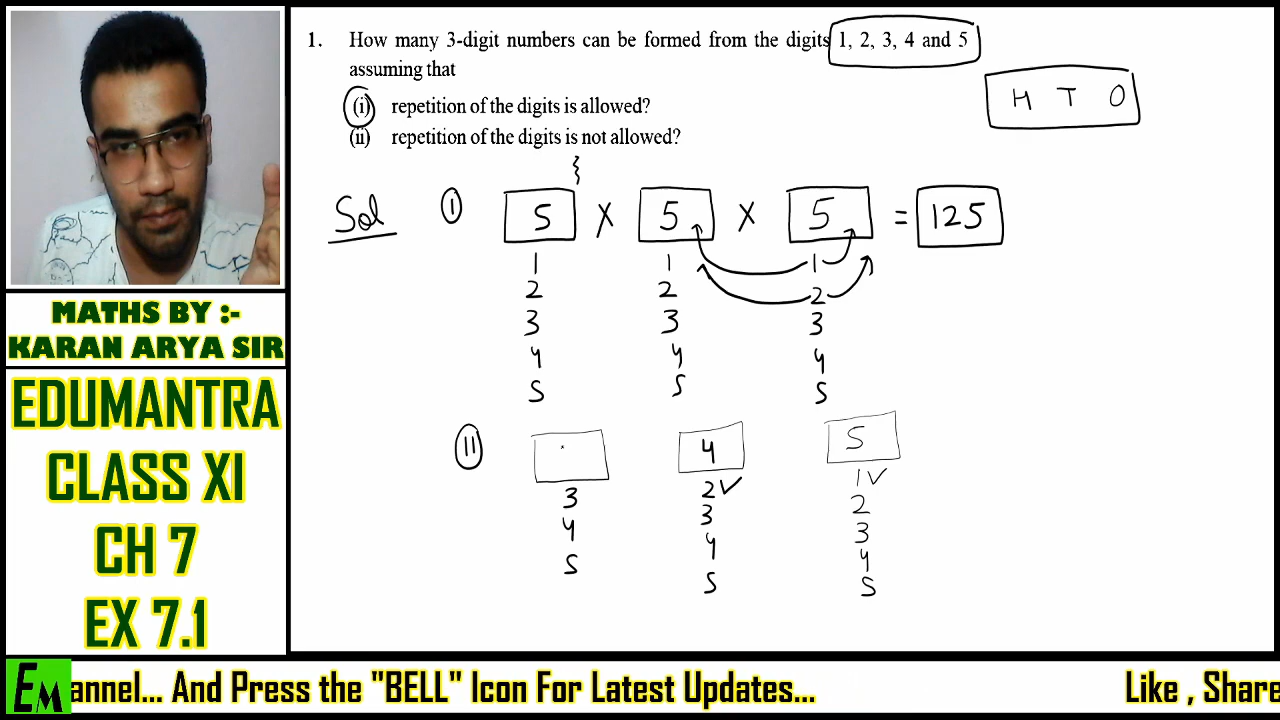 1. How many 3-digit numbers can be formed from the digits 1, 2, 3, 4 and 5
assuming that
(i) repetition of the digits is allowed?
(ii) repetition of the digits is not allowed?
H T O
Sol (I) 5 × 5 × 5 = 125
1 1 1
2 2 2
3 3 3
4 4 4
5 5 5
(II) 4 5
3 2✓ 1✓
4 3 2
5 4 3
5 4
5
MATHS BY :-
KARAN ARYA SIR
EDUMANTRA
CLASS XI
CH 7
EX 7.1
EM annel... And Press the "BELL" Icon For Latest Updates... Like , Share